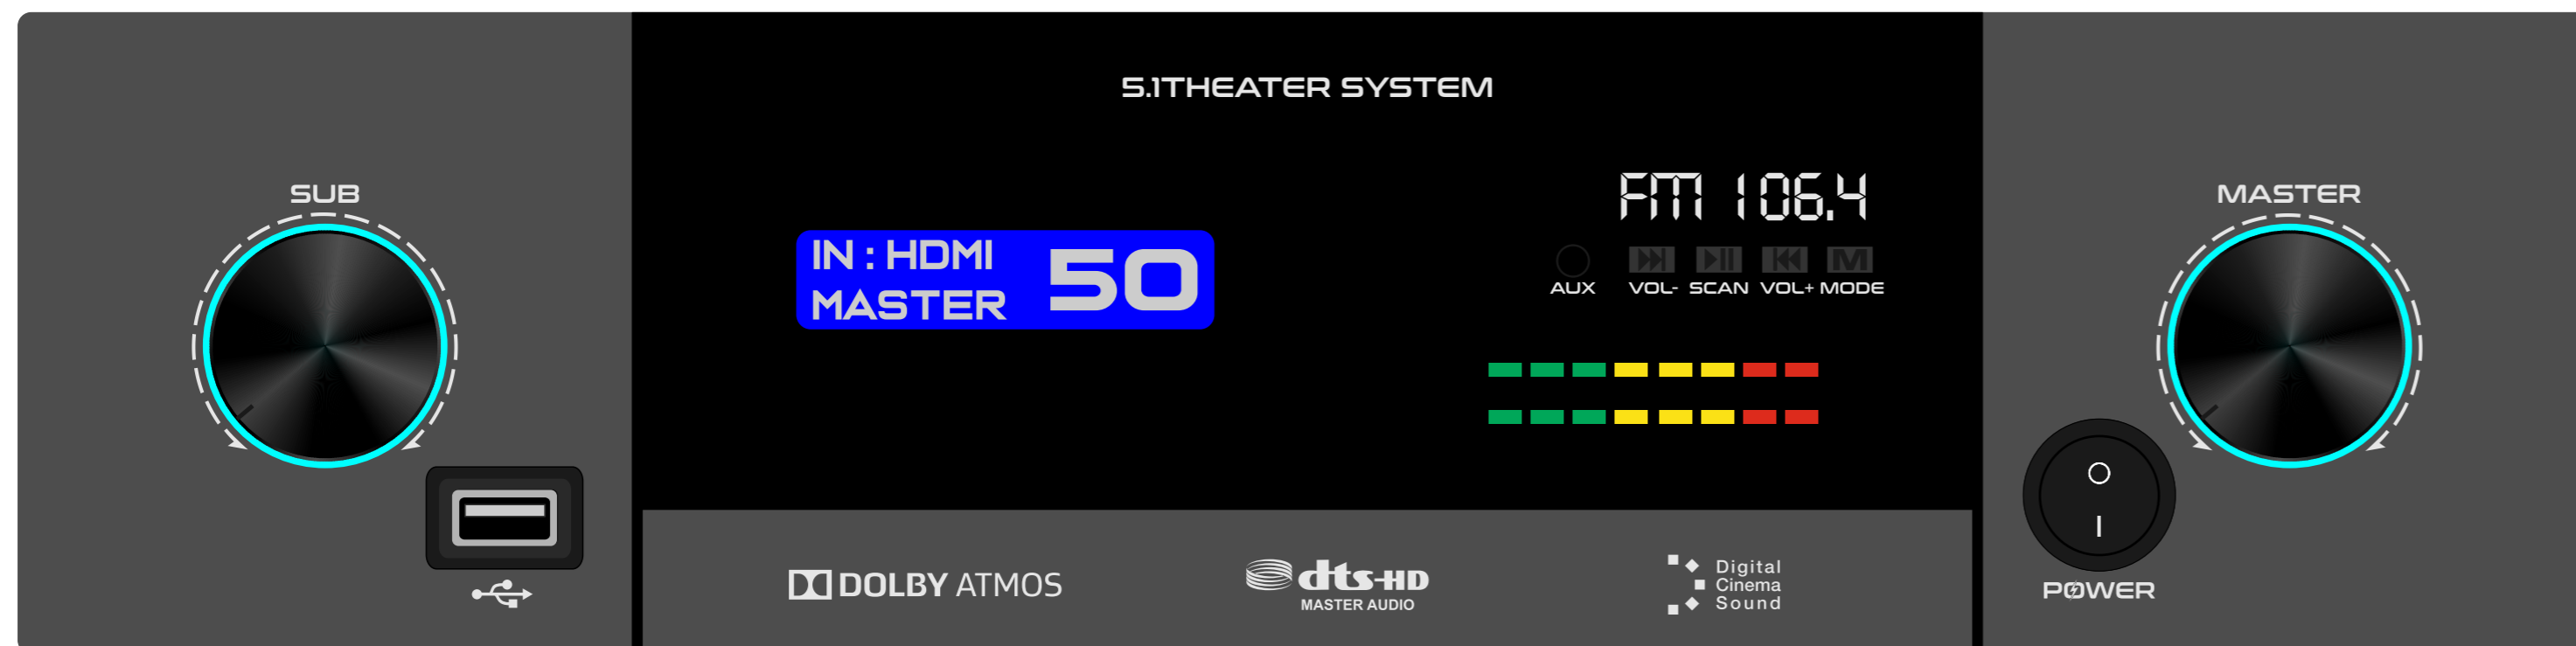 5.1THEATER SYSTEM
SUB
FM 106.4
MASTER
IN : HDMI
MASTER
50
M
AUX VOL- SCAN VOL+ MODE
DOLBY ATMOS
dts-HD
MASTER AUDIO
Digital
Cinema
Sound
POWER